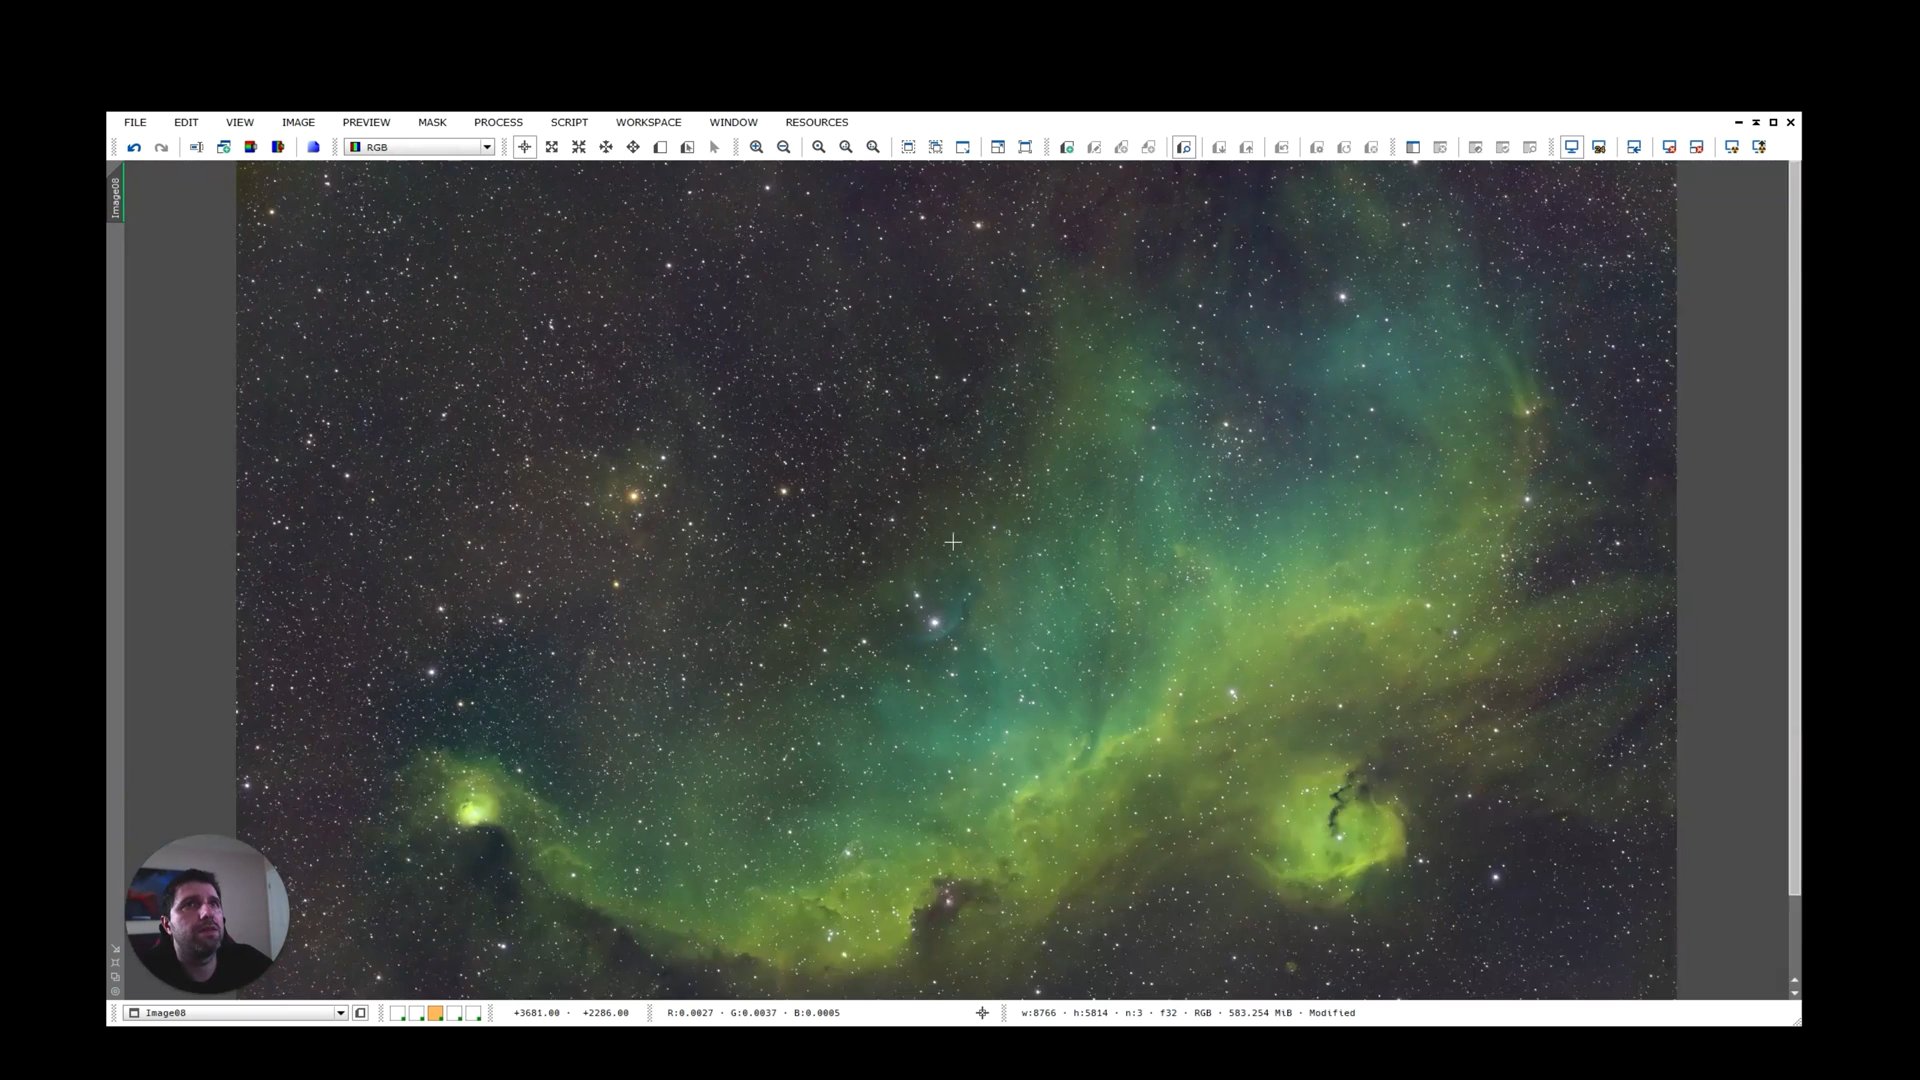 FILE EDIT VIEW IMAGE PREVIEW MASK PROCESS SCRIPT WORKSPACE WINDOW RESOURCES
RGB
Image08
Image08 +3681.00 · +2286.00 R:0.0027 · G:0.0037 · B:0.0005 w:8766 · h:5814 · n:3 · f32 · RGB · 583.254 MiB · Modified